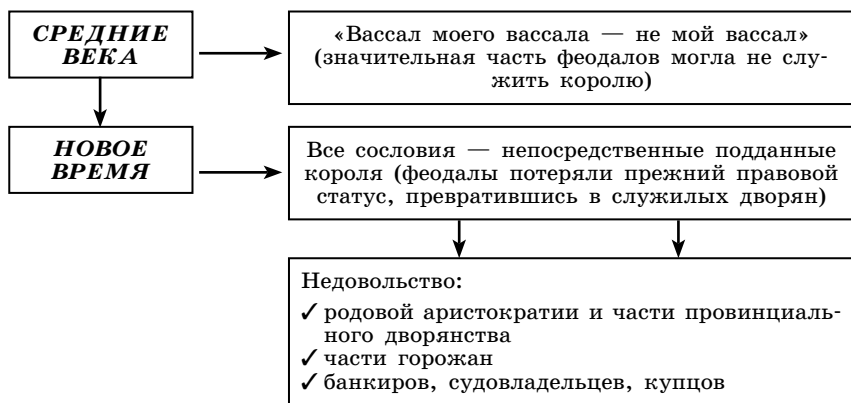 СРЕДНИЕ
ВЕКА
«Вассал моего вассала — не мой вассал»
(значительная часть феодалов могла не слу-
жить королю)
НОВОЕ
ВРЕМЯ
Все сословия — непосредственные подданные
короля (феодалы потеряли прежний правовой
статус, превратившись в служилых дворян)
Недовольство:
✓ родовой аристократии и части провинциаль-
ного дворянства
✓ части горожан
✓ банкиров, судовладельцев, купцов